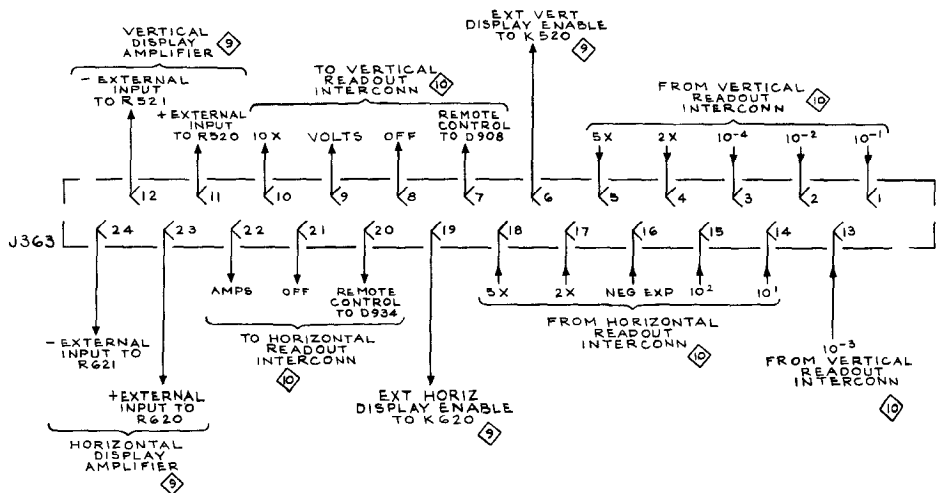 VERTICAL
DISPLAY
AMPLIFIER
9
- EXTERNAL
INPUT
TO R521
+EXTERNAL
INPUT
TO R520
TO VERTICAL
READOUT
INTERCONN
10
10X
VOLTS
OFF
REMOTE
CONTROL
TO D908
EXT VERT
DISPLAY ENABLE
TO K520
9
FROM VERTICAL
READOUT
INTERCONN
10
5X
2X
10⁻⁴
10⁻²
10⁻¹
12
11
10
9
8
7
6
5
4
3
2
1
J363
24
23
22
21
20
19
18
17
16
15
14
13
- EXTERNAL
INPUT TO
R621
+EXTERNAL
INPUT TO
R620
HORIZONTAL
DISPLAY
AMPLIFIER
9
AMPS
OFF
REMOTE
CONTROL
TO D934
TO HORIZONTAL
READOUT
INTERCONN
10
EXT HORIZ
DISPLAY ENABLE
TO K620
9
5X
2X
NEG EXP
10²
10¹
FROM HORIZONTAL
READOUT
INTERCONN
10
10⁻³
FROM VERTICAL
READOUT
INTERCONN
10